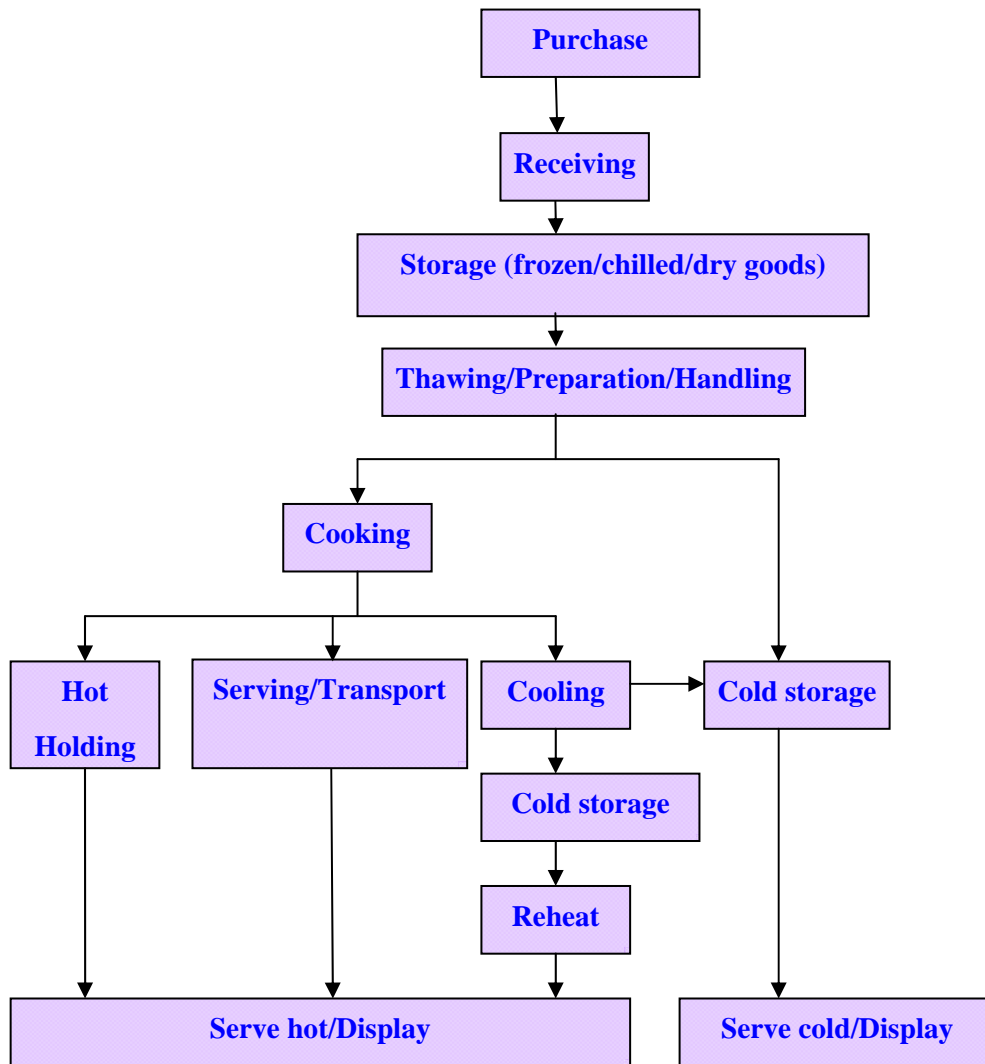 Purchase
Receiving
Storage (frozen/chilled/dry goods)
Thawing/Preparation/Handling
Cooking
Hot
Holding
Serving/Transport
Cooling
Cold storage
Cold storage
Reheat
Serve hot/Display
Serve cold/Display